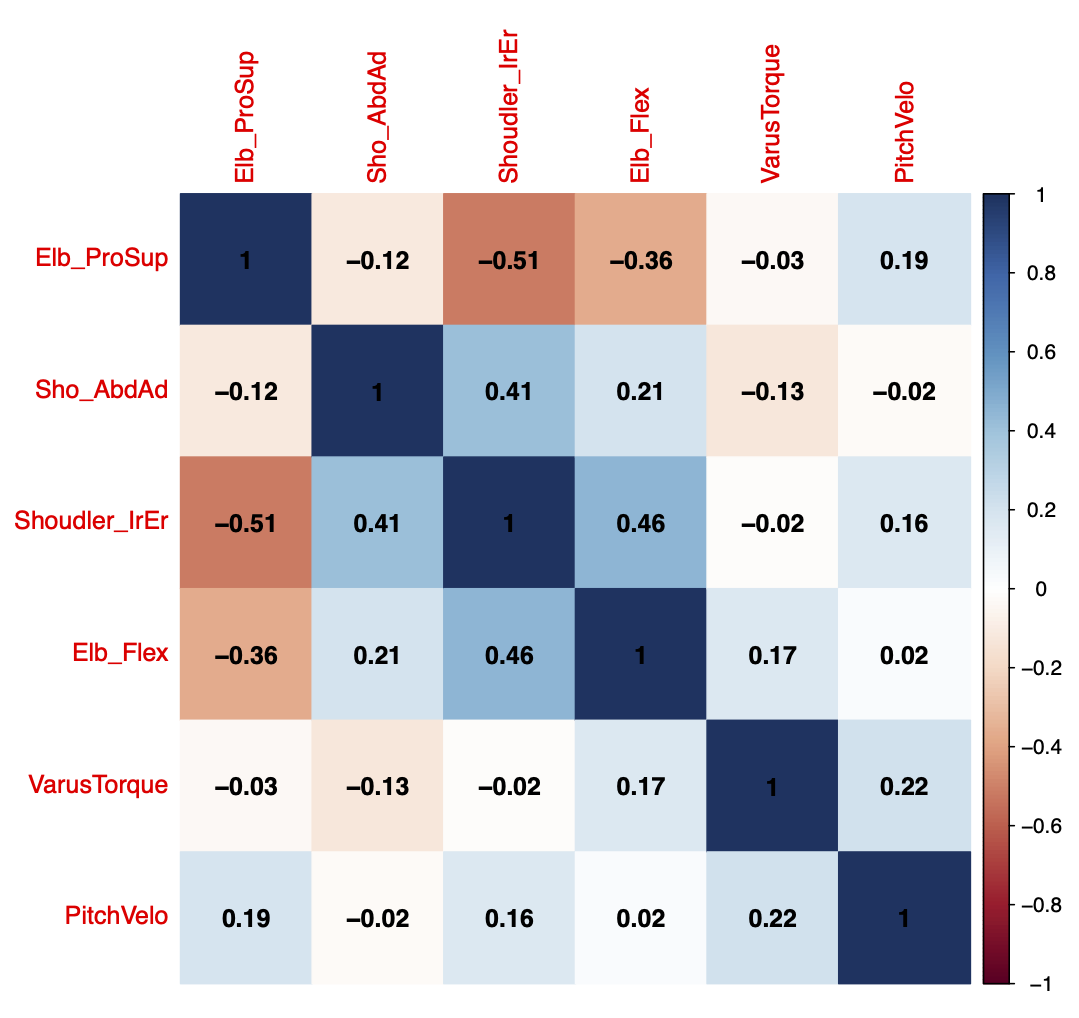 Elb_ProSup Sho_AbdAd Shoudler_IrEr Elb_Flex VarusTorque PitchVelo
Elb_ProSup 1 −0.12 −0.51 −0.36 −0.03 0.19
Sho_AbdAd −0.12 1 0.41 0.21 −0.13 −0.02
Shoudler_IrEr −0.51 0.41 1 0.46 −0.02 0.16
Elb_Flex −0.36 0.21 0.46 1 0.17 0.02
VarusTorque −0.03 −0.13 −0.02 0.17 1 0.22
PitchVelo 0.19 −0.02 0.16 0.02 0.22 1
1
0.8
0.6
0.4
0.2
0
−0.2
−0.4
−0.6
−0.8
−1